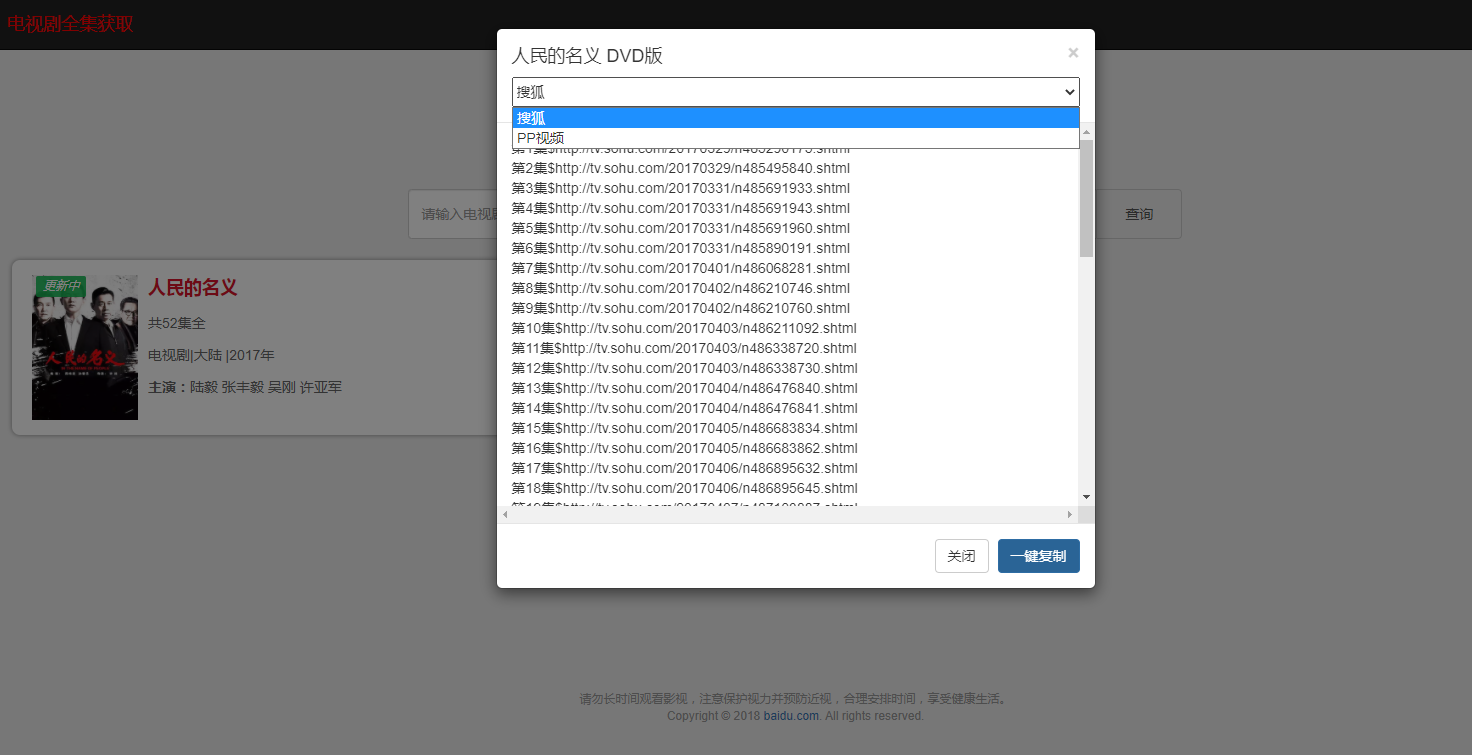 电视剧全集获取
人民的名义 DVD版
×
搜狐
搜狐
PP视频
第2集$http://tv.sohu.com/20170329/n485495840.shtml
第3集$http://tv.sohu.com/20170331/n485691933.shtml
第4集$http://tv.sohu.com/20170331/n485691943.shtml
第5集$http://tv.sohu.com/20170331/n485691960.shtml
第6集$http://tv.sohu.com/20170331/n485890191.shtml
第7集$http://tv.sohu.com/20170401/n486068281.shtml
第8集$http://tv.sohu.com/20170402/n486210746.shtml
第9集$http://tv.sohu.com/20170402/n486210760.shtml
第10集$http://tv.sohu.com/20170403/n486211092.shtml
第11集$http://tv.sohu.com/20170403/n486338720.shtml
第12集$http://tv.sohu.com/20170403/n486338730.shtml
第13集$http://tv.sohu.com/20170404/n486476840.shtml
第14集$http://tv.sohu.com/20170404/n486476841.shtml
第15集$http://tv.sohu.com/20170405/n486683834.shtml
第16集$http://tv.sohu.com/20170405/n486683862.shtml
第17集$http://tv.sohu.com/20170406/n486895632.shtml
第18集$http://tv.sohu.com/20170406/n486895645.shtml
关闭
一键复制
请输入电视
查询
更新中
人民的名义
人民的名义
共52集全
电视剧|大陆 |2017年
主演：陆毅 张丰毅 吴刚 许亚军
请勿长时间观看影视，注意保护视力并预防近视，合理安排时间，享受健康生活。
Copyright © 2018 baidu.com. All rights reserved.